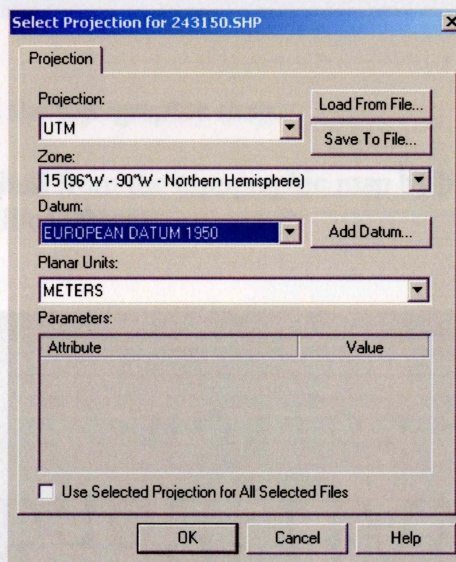 Select Projection for 243150.SHP
Projection
Projection:
UTM
Load From File...
Save To File...
Zone:
15 (96°W - 90°W - Northern Hemisphere)
Datum:
EUROPEAN DATUM 1950
Add Datum...
Planar Units:
METERS
Parameters:
Attribute Value
Use Selected Projection for All Selected Files
OK Cancel Help